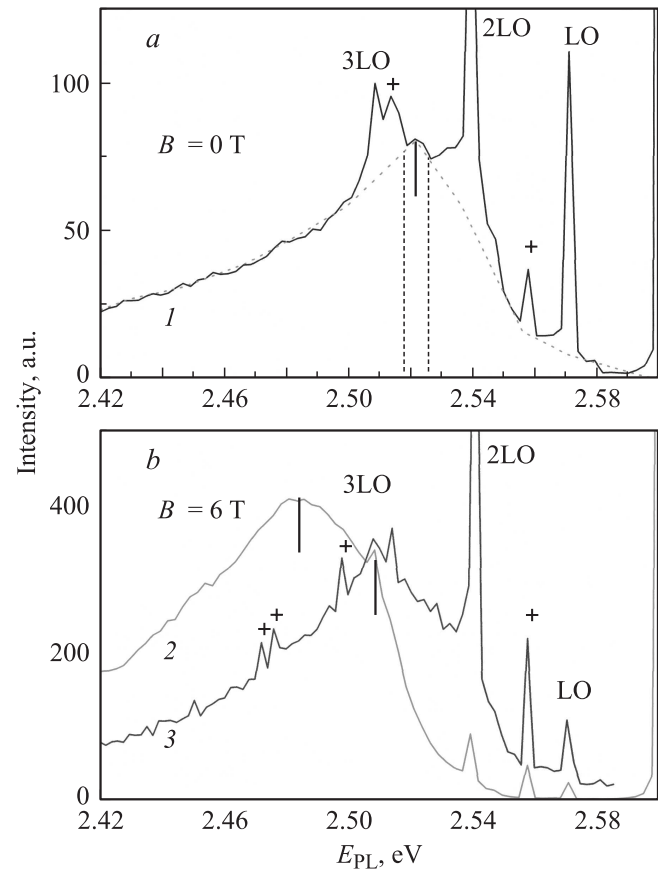 a
2LO
LO
3LO
+
100
B = 0 T
50
+
1
0
2.42 2.46 2.50 2.54 2.58
Intensity, a.u.
b
2LO
3LO
400
B = 6 T
+
+
+
+
200
2
LO
3
0
2.42 2.46 2.50 2.54 2.58
E_PL, eV